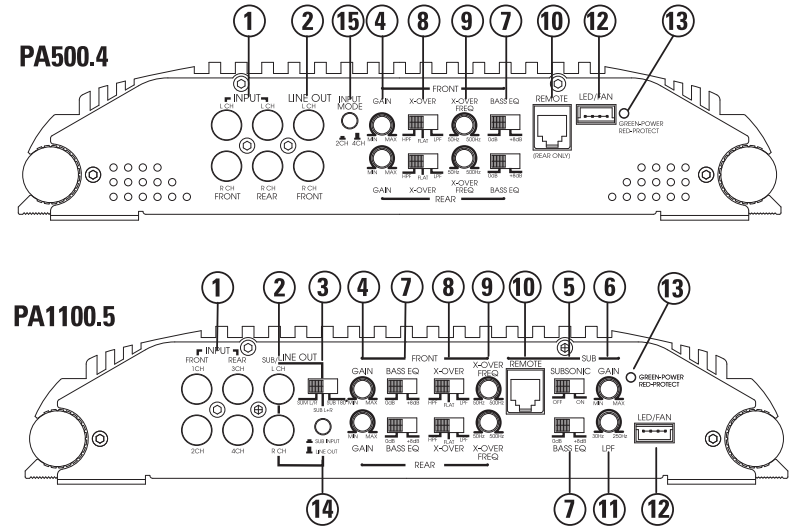 1 2 15 4 8 9 7 10 12 13
PA500.4
FRONT
INPUT LINE OUT INPUT MODE GAIN X-OVER X-OVER FREQ BASS EQ REMOTE LED/FAN
L CH L CH L CH
GREEN-POWER
RED-PROTECT
2CH 4CH MIN MAX HPF FLAT LPF 50Hz 500Hz 0dB +8dB
(REAR ONLY)
MIN MAX HPF FLAT LPF 50Hz 500Hz 0dB +8dB
R CH R CH R CH
FRONT REAR FRONT
GAIN X-OVER X-OVER FREQ BASS EQ
REAR
1 2 3 4 7 8 9 10 5 6 13
PA1100.5
INPUT LINE OUT FRONT SUB
FRONT REAR SUB/ GAIN BASS EQ X-OVER X-OVER FREQ REMOTE SUBSONIC GAIN
1CH 3CH L CH
GREEN-POWER
RED-PROTECT
SUB 180°
SUB L+R
MIN MAX 0dB +8dB HPF FLAT LPF 50Hz 500Hz OFF ON MIN MAX
LED/FAN
SUB INPUT
LINE OUT
MIN MAX 0dB +8dB HPF FLAT LPF 50Hz 500Hz 0dB +8dB 30Hz 250Hz
2CH 4CH R CH
GAIN BASS EQ X-OVER X-OVER FREQ BASS EQ LPF
REAR
14 7 11 12